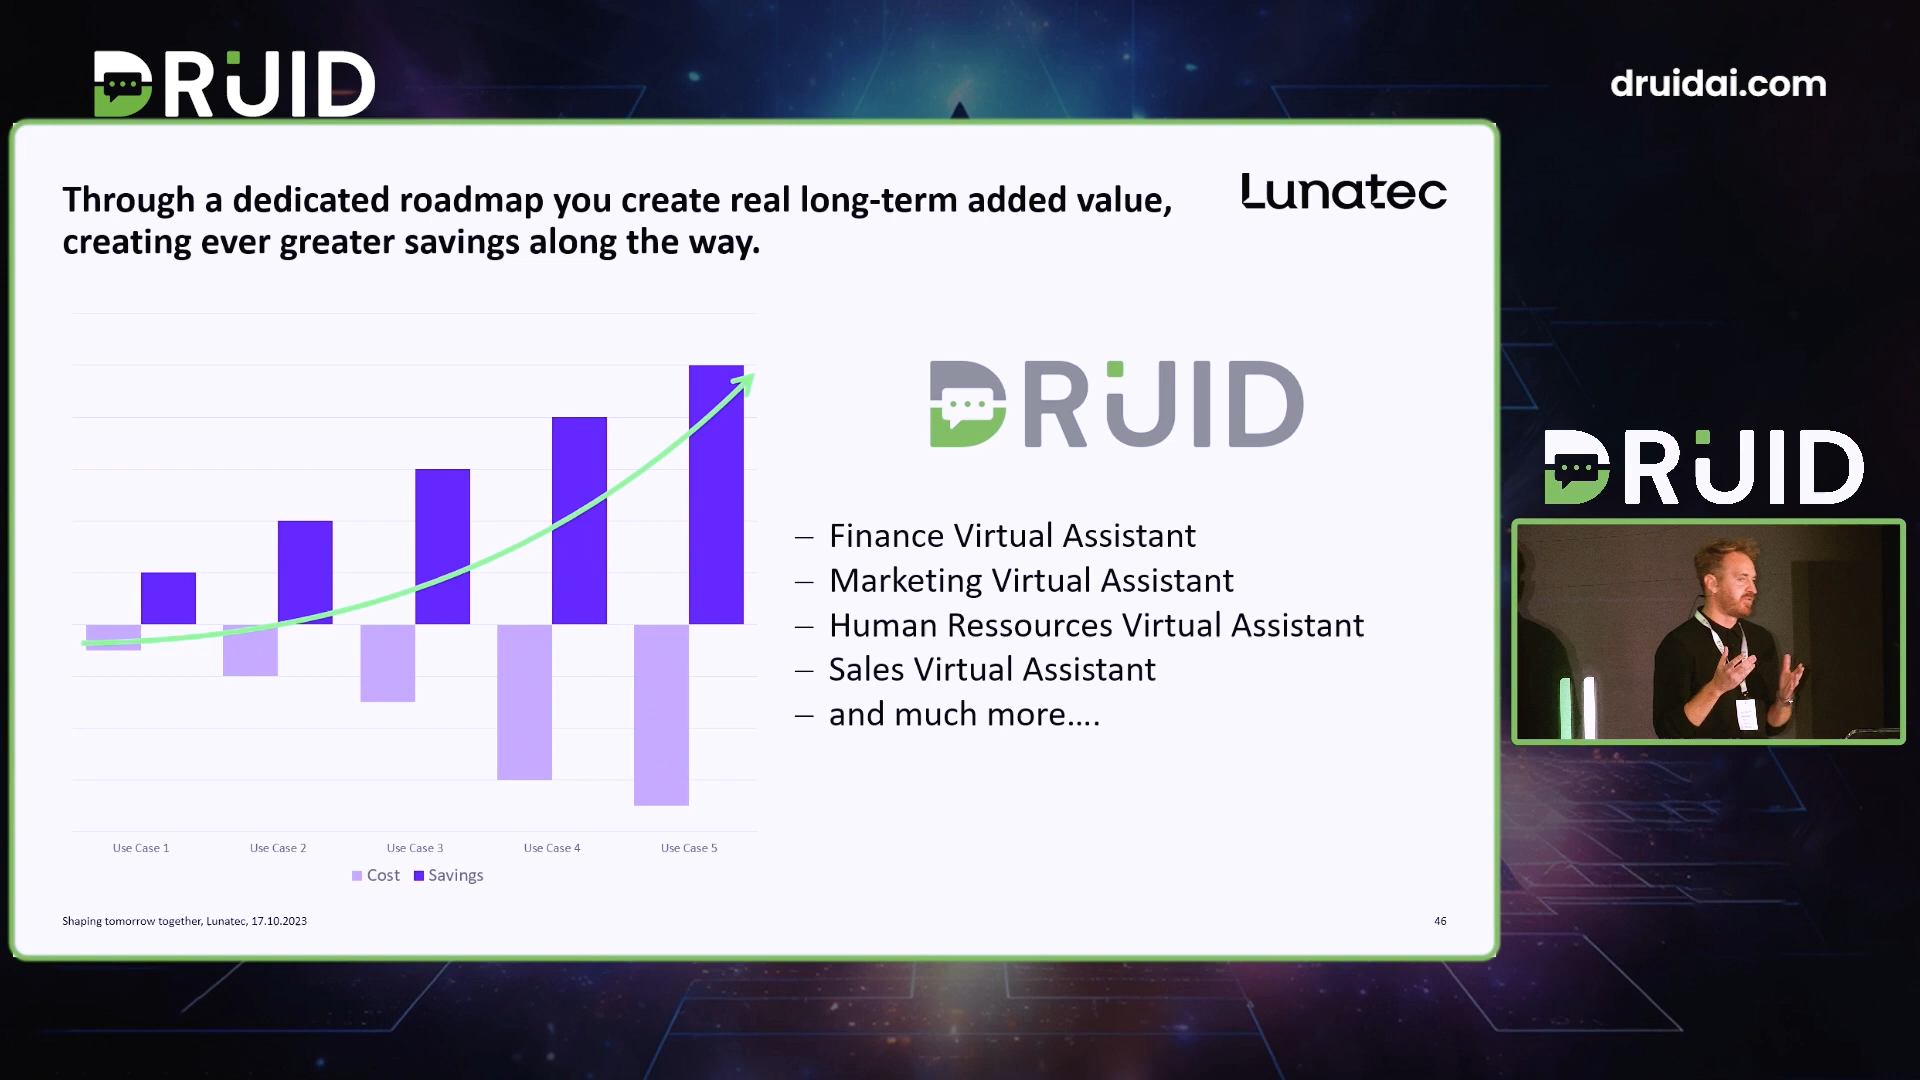 DRUID
druidai.com
Through a dedicated roadmap you create real long-term added value,
creating ever greater savings along the way.
Lunatec
DRUID
– Finance Virtual Assistant
– Marketing Virtual Assistant
– Human Ressources Virtual Assistant
– Sales Virtual Assistant
– and much more....
Use Case 1
Use Case 2
Use Case 3
Use Case 4
Use Case 5
Cost
Savings
Shaping tomorrow together, Lunatec, 17.10.2023
46
DRUID